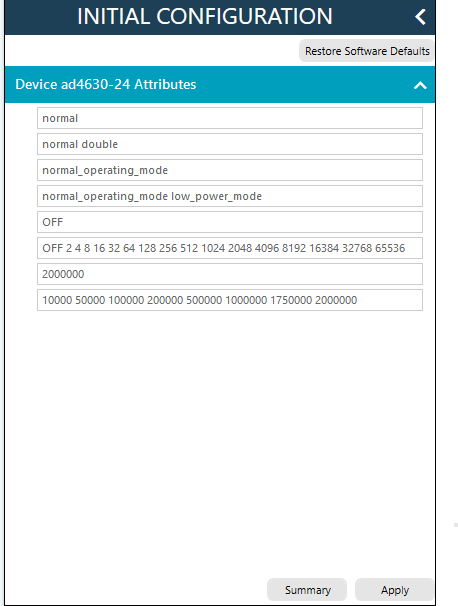 INITIAL CONFIGURATION
Restore Software Defaults
Device ad4630-24 Attributes
normal
normal double
normal_operating_mode
normal_operating_mode low_power_mode
OFF
OFF 2 4 8 16 32 64 128 256 512 1024 2048 4096 8192 16384 32768 65536
2000000
10000 50000 100000 200000 500000 1000000 1750000 2000000
Summary
Apply